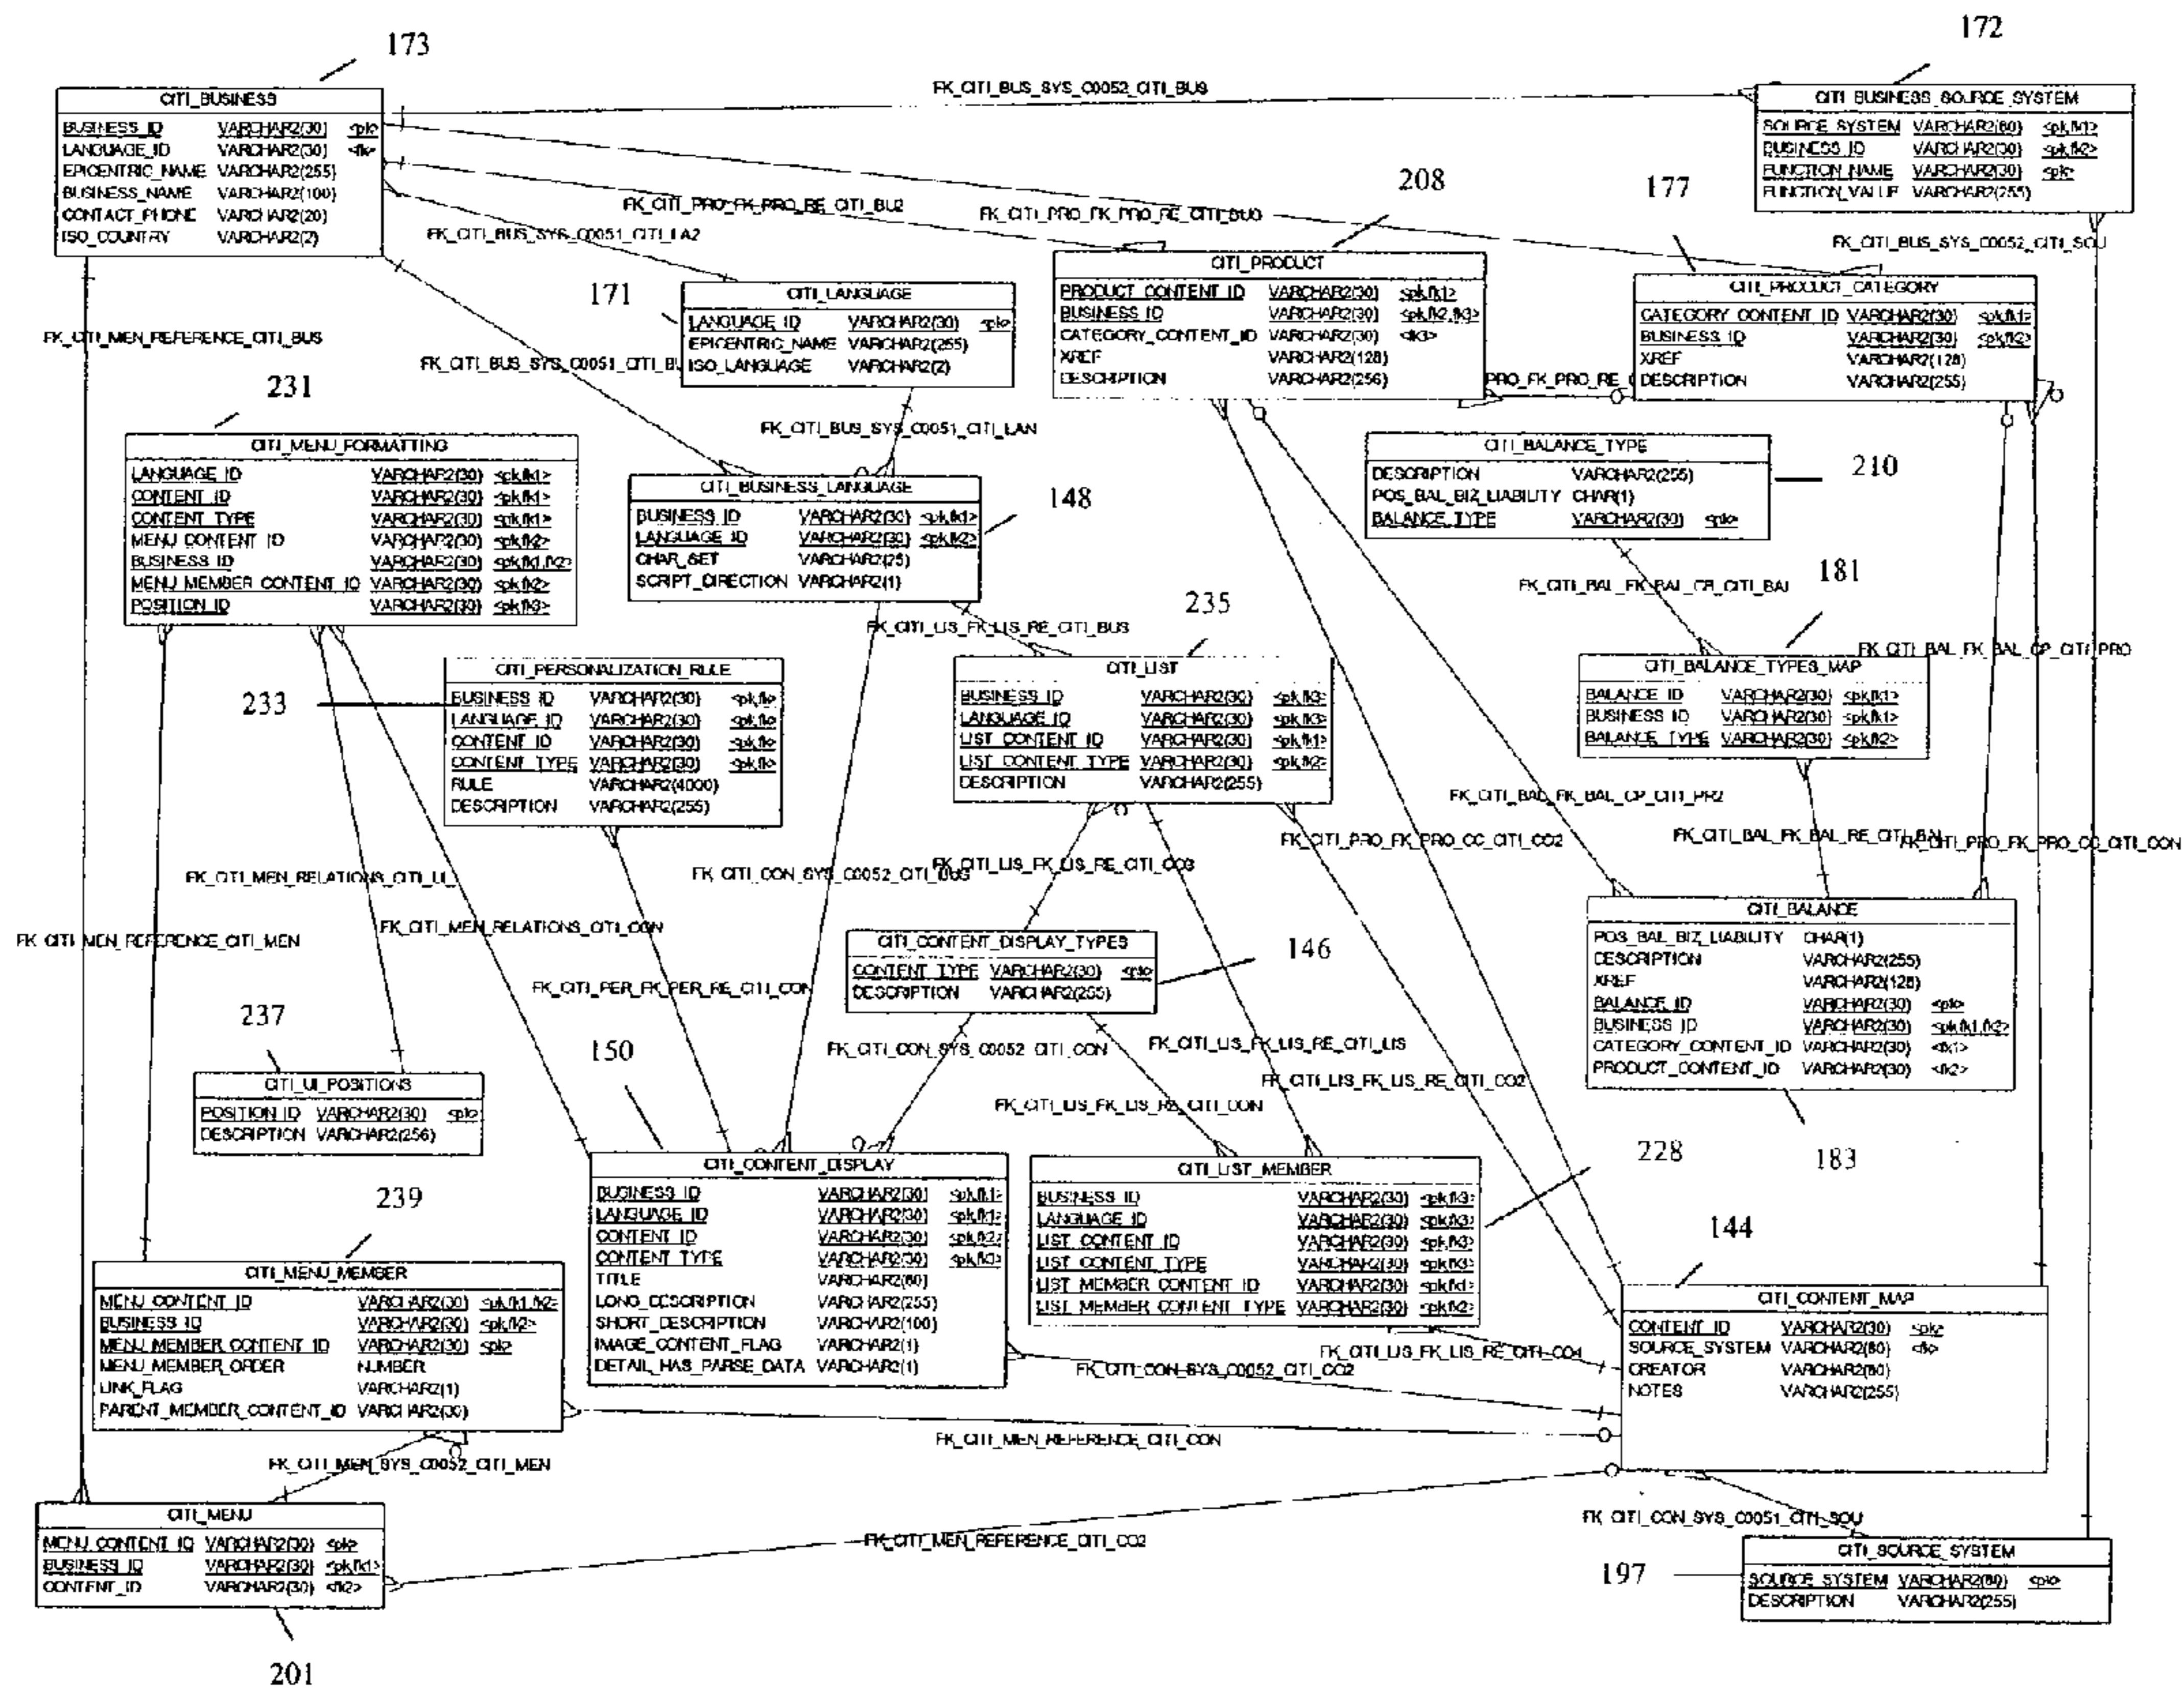 173
172
FK_CITI_BUS_SYS_C0052_CITI_BUS
CITI_BUSINESS
BUSINESS_ID VARCHAR2(30) <pk>
LANGUAGE_ID VARCHAR2(30) <fk>
EPICENTRIC_NAME VARCHAR2(255)
BUSINESS_NAME VARCHAR2(100)
CONTACT_PHONE VARCHAR2(20)
ISO_COUNTRY VARCHAR2(2)
CITI_BUSINESS_SOURCE_SYSTEM
SOURCE_SYSTEM VARCHAR2(60) <pk,fk1>
BUSINESS_ID VARCHAR2(30) <pk,fk2>
FUNCTION_NAME VARCHAR2(30) <pk>
FUNCTION_VALUE VARCHAR2(255)
208
177
FK_CITI_PRO_FK_PRO_RE_CITI_BU2
FK_CITI_PRO_FK_PRO_RE_CITI_BUS
FK_CITI_BUS_SYS_C0051_CITI_LA2
FK_CITI_BUS_SYS_C0052_CITI_SOU
171
CITI_LANGUAGE
LANGUAGE_ID VARCHAR2(30) <pk>
EPICENTRIC_NAME VARCHAR2(255)
ISO_LANGUAGE VARCHAR2(2)
CITI_PRODUCT
PRODUCT_CONTENT_ID VARCHAR2(30) <pk,fk1>
BUSINESS_ID VARCHAR2(30) <pk,fk2,fk3>
CATEGORY_CONTENT_ID VARCHAR2(30) <fk3>
XREF VARCHAR2(128)
DESCRIPTION VARCHAR2(256)
PRO_FK_PRO_RE_
CITI_PRODUCT_CATEGORY
CATEGORY_CONTENT_ID VARCHAR2(30) <pk,fk1>
BUSINESS_ID VARCHAR2(30) <pk,fk2>
XREF VARCHAR2(128)
DESCRIPTION VARCHAR2(255)
FK_CITI_MEN_REFERENCE_CITI_BUS
FK_CITI_BUS_SYS_C0051_CITI_BU
231
FK_CITI_BUS_SYS_C0051_CITI_LAN
CITI_MENU_FORMATTING
LANGUAGE_ID VARCHAR2(30) <pk,fk1>
CONTENT_ID VARCHAR2(30) <pk,fk1>
CONTENT_TYPE VARCHAR2(30) <pk,fk1>
MENU_CONTENT_ID VARCHAR2(30) <pk,fk2>
BUSINESS_ID VARCHAR2(30) <pk,fk1,fk2>
MENU_MEMBER_CONTENT_ID VARCHAR2(30) <pk,fk2>
POSITION_ID VARCHAR2(30) <pk,fk3>
CITI_BUSINESS_LANGUAGE
BUSINESS_ID VARCHAR2(30) <pk,fk1>
LANGUAGE_ID VARCHAR2(30) <pk,fk2>
CHAR_SET VARCHAR2(25)
SCRIPT_DIRECTION VARCHAR2(1)
148
CITI_BALANCE_TYPE
DESCRIPTION VARCHAR2(255)
POS_BAL_BIZ_LIABILITY CHAR(1)
BALANCE_TYPE VARCHAR2(30) <pk>
210
FK_CITI_BAL_FK_BAL_CP_CITI_BAL
181
235
FK_CITI_LIS_FK_LIS_RE_CITI_BUS
FK_CITI_BAL_FK_BAL_CP_CITI_PRO
233
CITI_PERSONALIZATION_RULE
BUSINESS_ID VARCHAR2(30) <pk,fk>
LANGUAGE_ID VARCHAR2(30) <pk,fk>
CONTENT_ID VARCHAR2(30) <pk,fk>
CONTENT_TYPE VARCHAR2(30) <pk,fk>
RULE VARCHAR2(4000)
DESCRIPTION VARCHAR2(255)
CITI_LIST
BUSINESS_ID VARCHAR2(30) <pk,fk3>
LANGUAGE_ID VARCHAR2(30) <pk,fk3>
LIST_CONTENT_ID VARCHAR2(30) <pk,fk1>
LIST_CONTENT_TYPE VARCHAR2(30) <pk,fk2>
DESCRIPTION VARCHAR2(255)
CITI_BALANCE_TYPES_MAP
BALANCE_ID VARCHAR2(30) <pk,fk1>
BUSINESS_ID VARCHAR2(30) <pk,fk1>
BALANCE_TYPE VARCHAR2(30) <pk,fk2>
FK_CITI_BAL_FK_BAL_CP_CITI_PR2
FK_CITI_PRO_FK_PRO_CC_CITI_CO2
FK_CITI_BAL_FK_BAL_RE_CITI_BAL
FK_CITI_PRO_FK_PRO_CC_CITI_CON
FK_CITI_MEN_RELATIONS_CITI_UI_
FK_CITI_CON_SYS_C0052_CITI_BUS
FK_CITI_LIS_FK_LIS_RE_CITI_CO3
FK_CITI_MEN_REFERENCE_CITI_MEN
FK_CITI_MEN_RELATIONS_CITI_CON
FK_CITI_PER_FK_PER_RE_CITI_CON
CITI_CONTENT_DISPLAY_TYPES
CONTENT_TYPE VARCHAR2(30) <pk>
DESCRIPTION VARCHAR2(255)
146
CITI_BALANCE
POS_BAL_BIZ_LIABILITY CHAR(1)
DESCRIPTION VARCHAR2(255)
XREF VARCHAR2(128)
BALANCE_ID VARCHAR2(30) <pk>
BUSINESS_ID VARCHAR2(30) <pk,fk1,fk2>
CATEGORY_CONTENT_ID VARCHAR2(30) <fk1>
PRODUCT_CONTENT_ID VARCHAR2(30) <fk2>
237
150
FK_CITI_CON_SYS_C0052_CITI_CON
FK_CITI_LIS_FK_LIS_RE_CITI_LIS
FK_CITI_LIS_FK_LIS_RE_CITI_CO2
FK_CITI_LIS_FK_LIS_RE_CITI_CON
CITI_UI_POSITIONS
POSITION_ID VARCHAR2(30) <pk>
DESCRIPTION VARCHAR2(256)
239
228
183
CITI_CONTENT_DISPLAY
BUSINESS_ID VARCHAR2(30) <pk,fk1>
LANGUAGE_ID VARCHAR2(30) <pk,fk1>
CONTENT_ID VARCHAR2(30) <pk,fk2>
CONTENT_TYPE VARCHAR2(30) <pk,fk3>
TITLE VARCHAR2(60)
LONG_DESCRIPTION VARCHAR2(255)
SHORT_DESCRIPTION VARCHAR2(100)
IMAGE_CONTENT_FLAG VARCHAR2(1)
DETAIL_HAS_PARSE_DATA VARCHAR2(1)
CITI_LIST_MEMBER
BUSINESS_ID VARCHAR2(30) <pk,fk3>
LANGUAGE_ID VARCHAR2(30) <pk,fk3>
LIST_CONTENT_ID VARCHAR2(30) <pk,fk3>
LIST_CONTENT_TYPE VARCHAR2(30) <pk,fk3>
LIST_MEMBER_CONTENT_ID VARCHAR2(30) <pk,fk1>
LIST_MEMBER_CONTENT_TYPE VARCHAR2(30) <pk,fk2>
144
CITI_MENU_MEMBER
MENU_CONTENT_ID VARCHAR2(30) <pk,fk1,fk2>
BUSINESS_ID VARCHAR2(30) <pk,fk2>
MENU_MEMBER_CONTENT_ID VARCHAR2(30) <pk>
MENU_MEMBER_ORDER NUMBER
LINK_FLAG VARCHAR2(1)
PARENT_MEMBER_CONTENT_ID VARCHAR2(30)
CITI_CONTENT_MAP
CONTENT_ID VARCHAR2(30) <pk>
SOURCE_SYSTEM VARCHAR2(60) <fk>
CREATOR VARCHAR2(60)
NOTES VARCHAR2(255)
FK_CITI_LIS_FK_LIS_RE_CITI_CO4
FK_CITI_CON_SYS_C0052_CITI_CO2
FK_CITI_MEN_REFERENCE_CITI_CON
FK_CITI_MEN_SYS_C0052_CITI_MEN
CITI_MENU
MENU_CONTENT_ID VARCHAR2(30) <pk>
BUSINESS_ID VARCHAR2(30) <pk,fk1>
CONTENT_ID VARCHAR2(30) <fk2>
FK_CITI_MEN_REFERENCE_CITI_CO2
FK_CITI_CON_SYS_C0051_CITI_SOU
197
CITI_SOURCE_SYSTEM
SOURCE_SYSTEM VARCHAR2(60) <pk>
DESCRIPTION VARCHAR2(255)
201